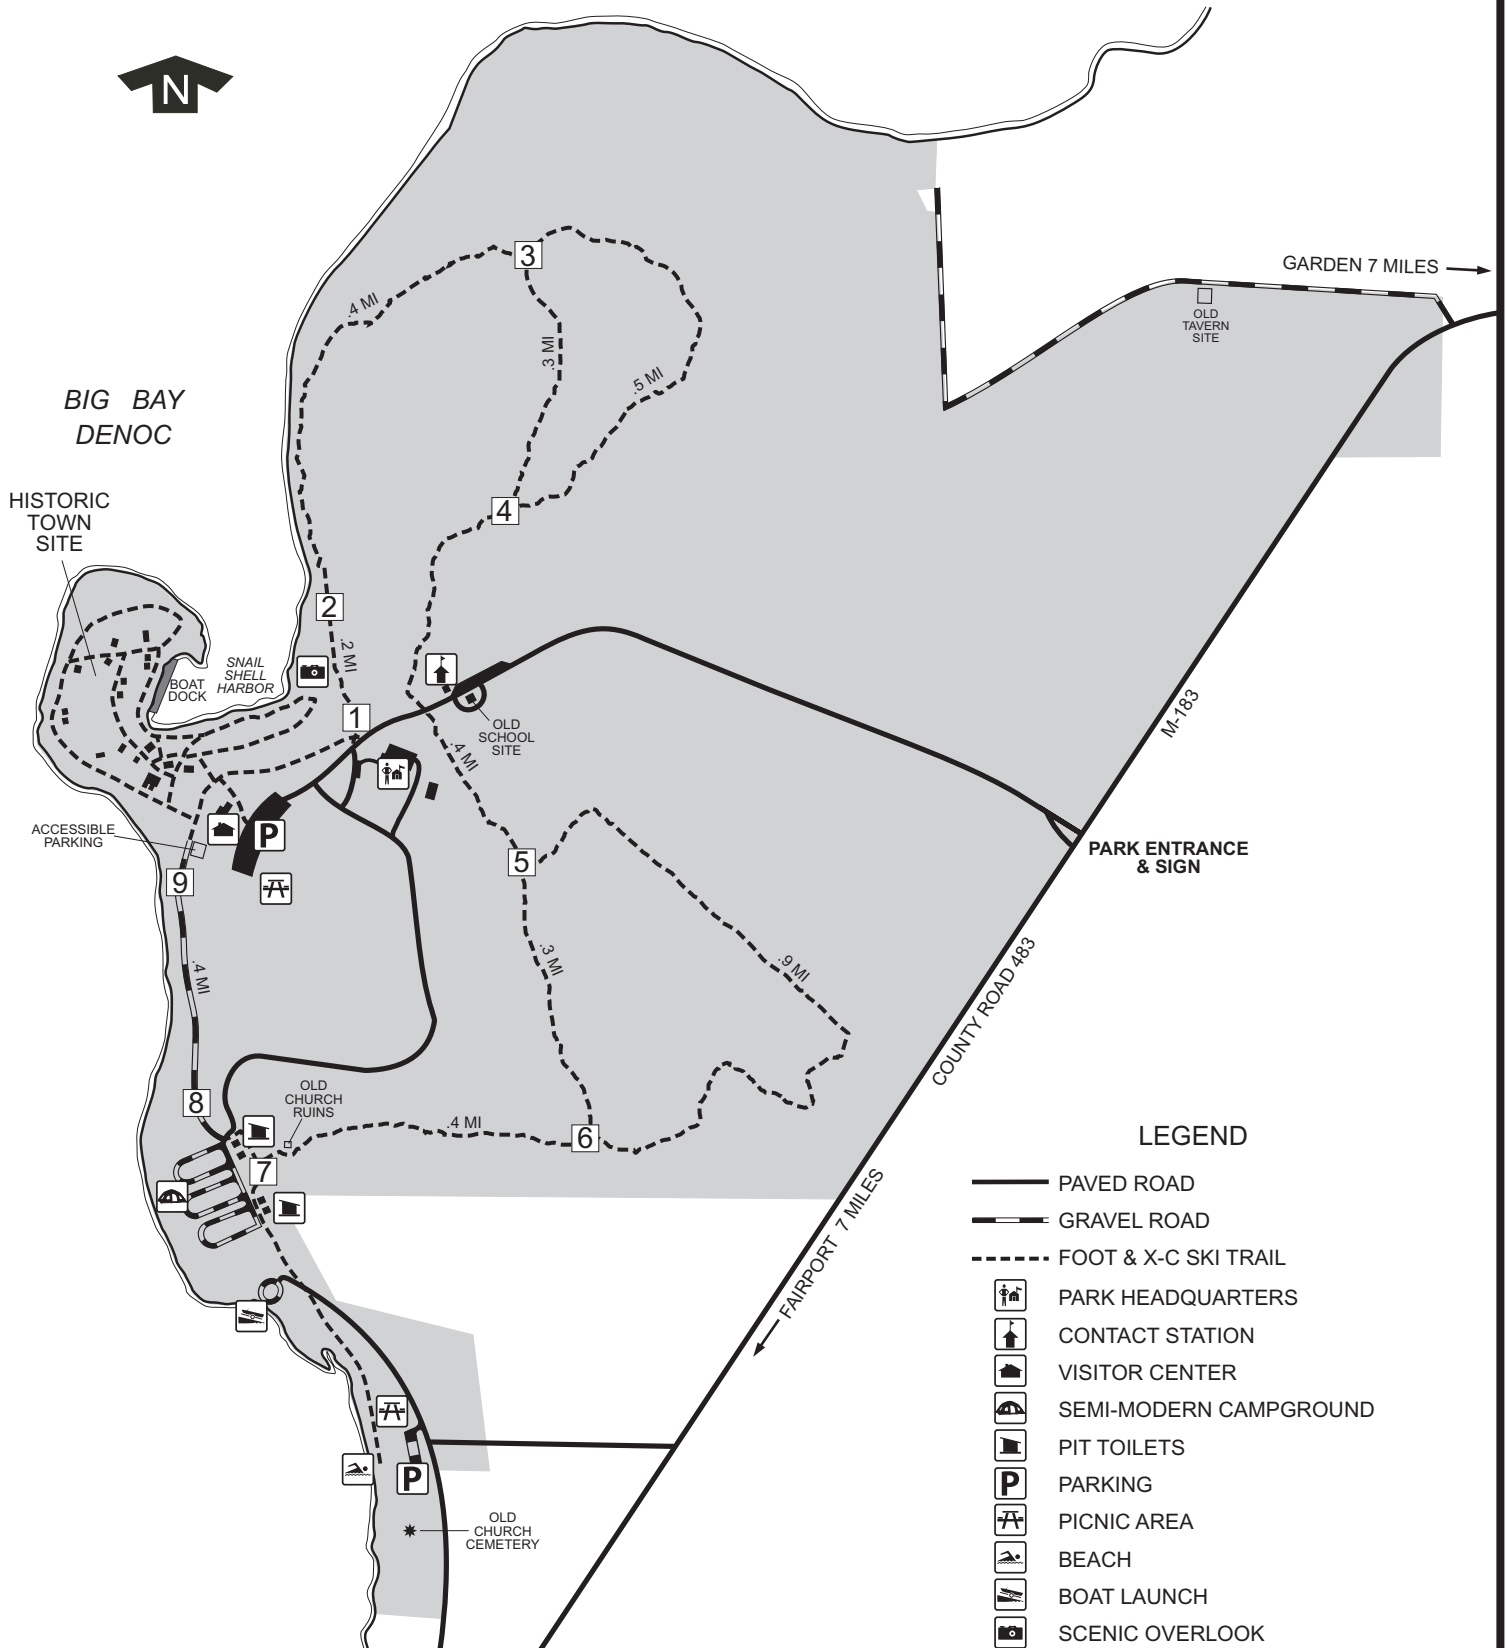 N
GARDEN 7 MILES
OLD
TAVERN
SITE
3
.4 MI
.3 MI
.5 MI
BIG BAY
DENOC
HISTORIC
TOWN
SITE
4
2
.2 MI
SNAIL
SHELL
HARBOR
BOAT
DOCK
1
OLD
SCHOOL
SITE
M-183
.4 MI
ACCESSIBLE
PARKING
P
5
PARK ENTRANCE
& SIGN
9
.4 MI
.3 MI
.9 MI
COUNTY ROAD 483
8
OLD
CHURCH
RUINS
.4 MI
6
7
FAIRPORT 7 MILES
P
OLD
CHURCH
CEMETERY
LEGEND
PAVED ROAD
GRAVEL ROAD
FOOT & X-C SKI TRAIL
PARK HEADQUARTERS
CONTACT STATION
VISITOR CENTER
SEMI-MODERN CAMPGROUND
PIT TOILETS
P PARKING
PICNIC AREA
BEACH
BOAT LAUNCH
SCENIC OVERLOOK